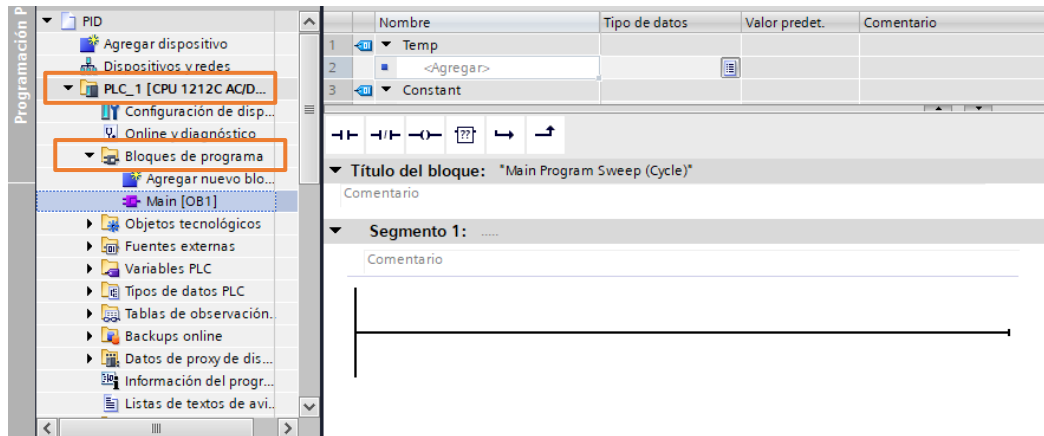 Programación P
PID
Agregar dispositivo
Dispositivos y redes
PLC_1 [CPU 1212C AC/D...
Configuración de disp...
Online y diagnóstico
Bloques de programa
Agregar nuevo blo...
Main [OB1]
Objetos tecnológicos
Fuentes externas
Variables PLC
Tipos de datos PLC
Tablas de observación..
Backups online
Datos de proxy de dis...
Información del progr...
Listas de textos de avi..
Nombre Tipo de datos Valor predet. Comentario
1 Temp
2 <Agregar>
3 Constant
??
Título del bloque: "Main Program Sweep (Cycle)"
Comentario
Segmento 1: .....
Comentario